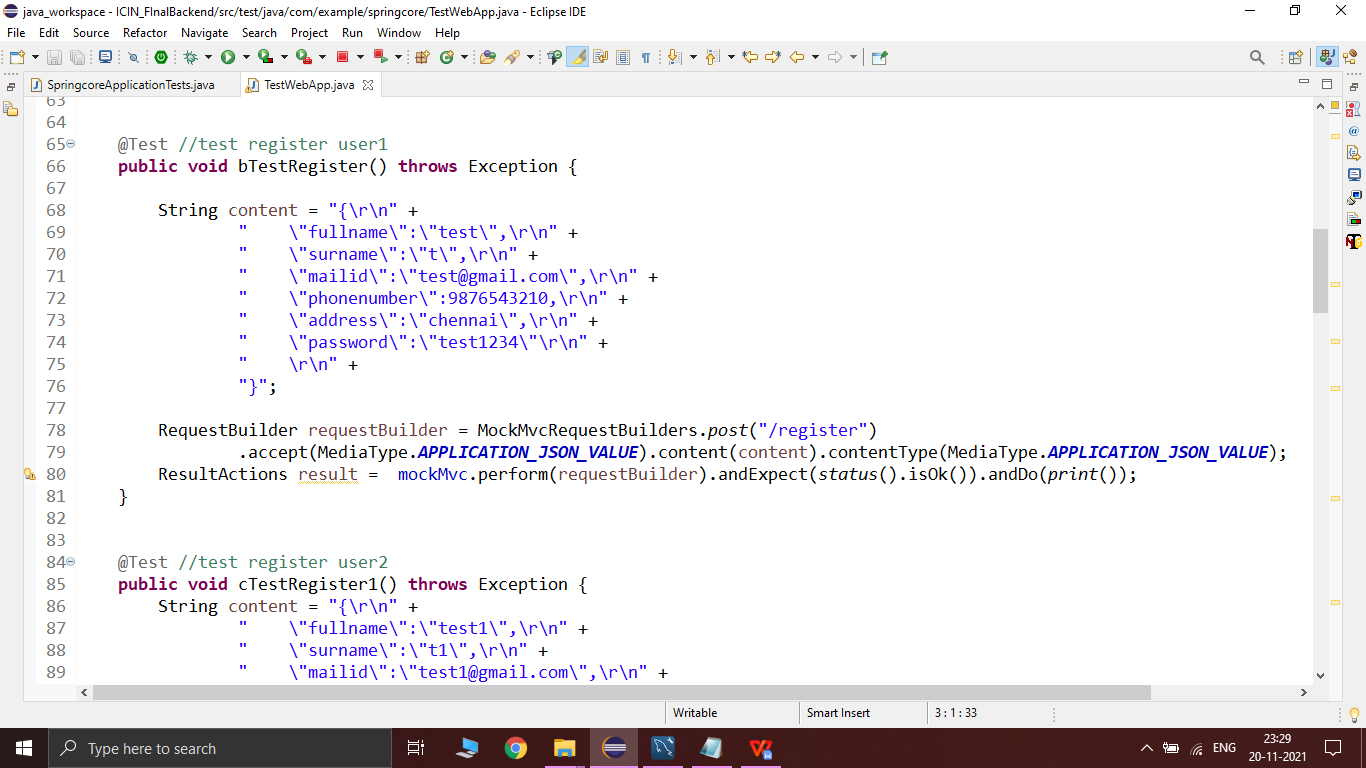 java_workspace - ICIN_FInalBackend/src/test/java/com/example/springcore/TestWebApp.java - Eclipse IDE
File Edit Source Refactor Navigate Search Project Run Window Help
SpringcoreApplicationTests.java TestWebApp.java
63
64
65 @Test //test register user1
66 public void bTestRegister() throws Exception {
67
68 String content = "{\r\n" +
69 "    \"fullname\":\"test\",\r\n" +
70 "    \"surname\":\"t\",\r\n" +
71 "    \"mailid\":\"test@gmail.com\",\r\n" +
72 "    \"phonenumber\":9876543210,\r\n" +
73 "    \"address\":\"chennai\",\r\n" +
74 "    \"password\":\"test1234\"\r\n" +
75 "    \r\n" +
76 "}";
77
78 RequestBuilder requestBuilder = MockMvcRequestBuilders.post("/register")
79 .accept(MediaType.APPLICATION_JSON_VALUE).content(content).contentType(MediaType.APPLICATION_JSON_VALUE);
80 ResultActions result =  mockMvc.perform(requestBuilder).andExpect(status().isOk()).andDo(print());
81 }
82
83
84 @Test //test register user2
85 public void cTestRegister1() throws Exception {
86 String content = "{\r\n" +
87 "    \"fullname\":\"test1\",\r\n" +
88 "    \"surname\":\"t1\",\r\n" +
89 "    \"mailid\":\"test1@gmail.com\",\r\n" +
Writable Smart Insert 3 : 1 : 33
Type here to search
ENG
23:29
20-11-2021